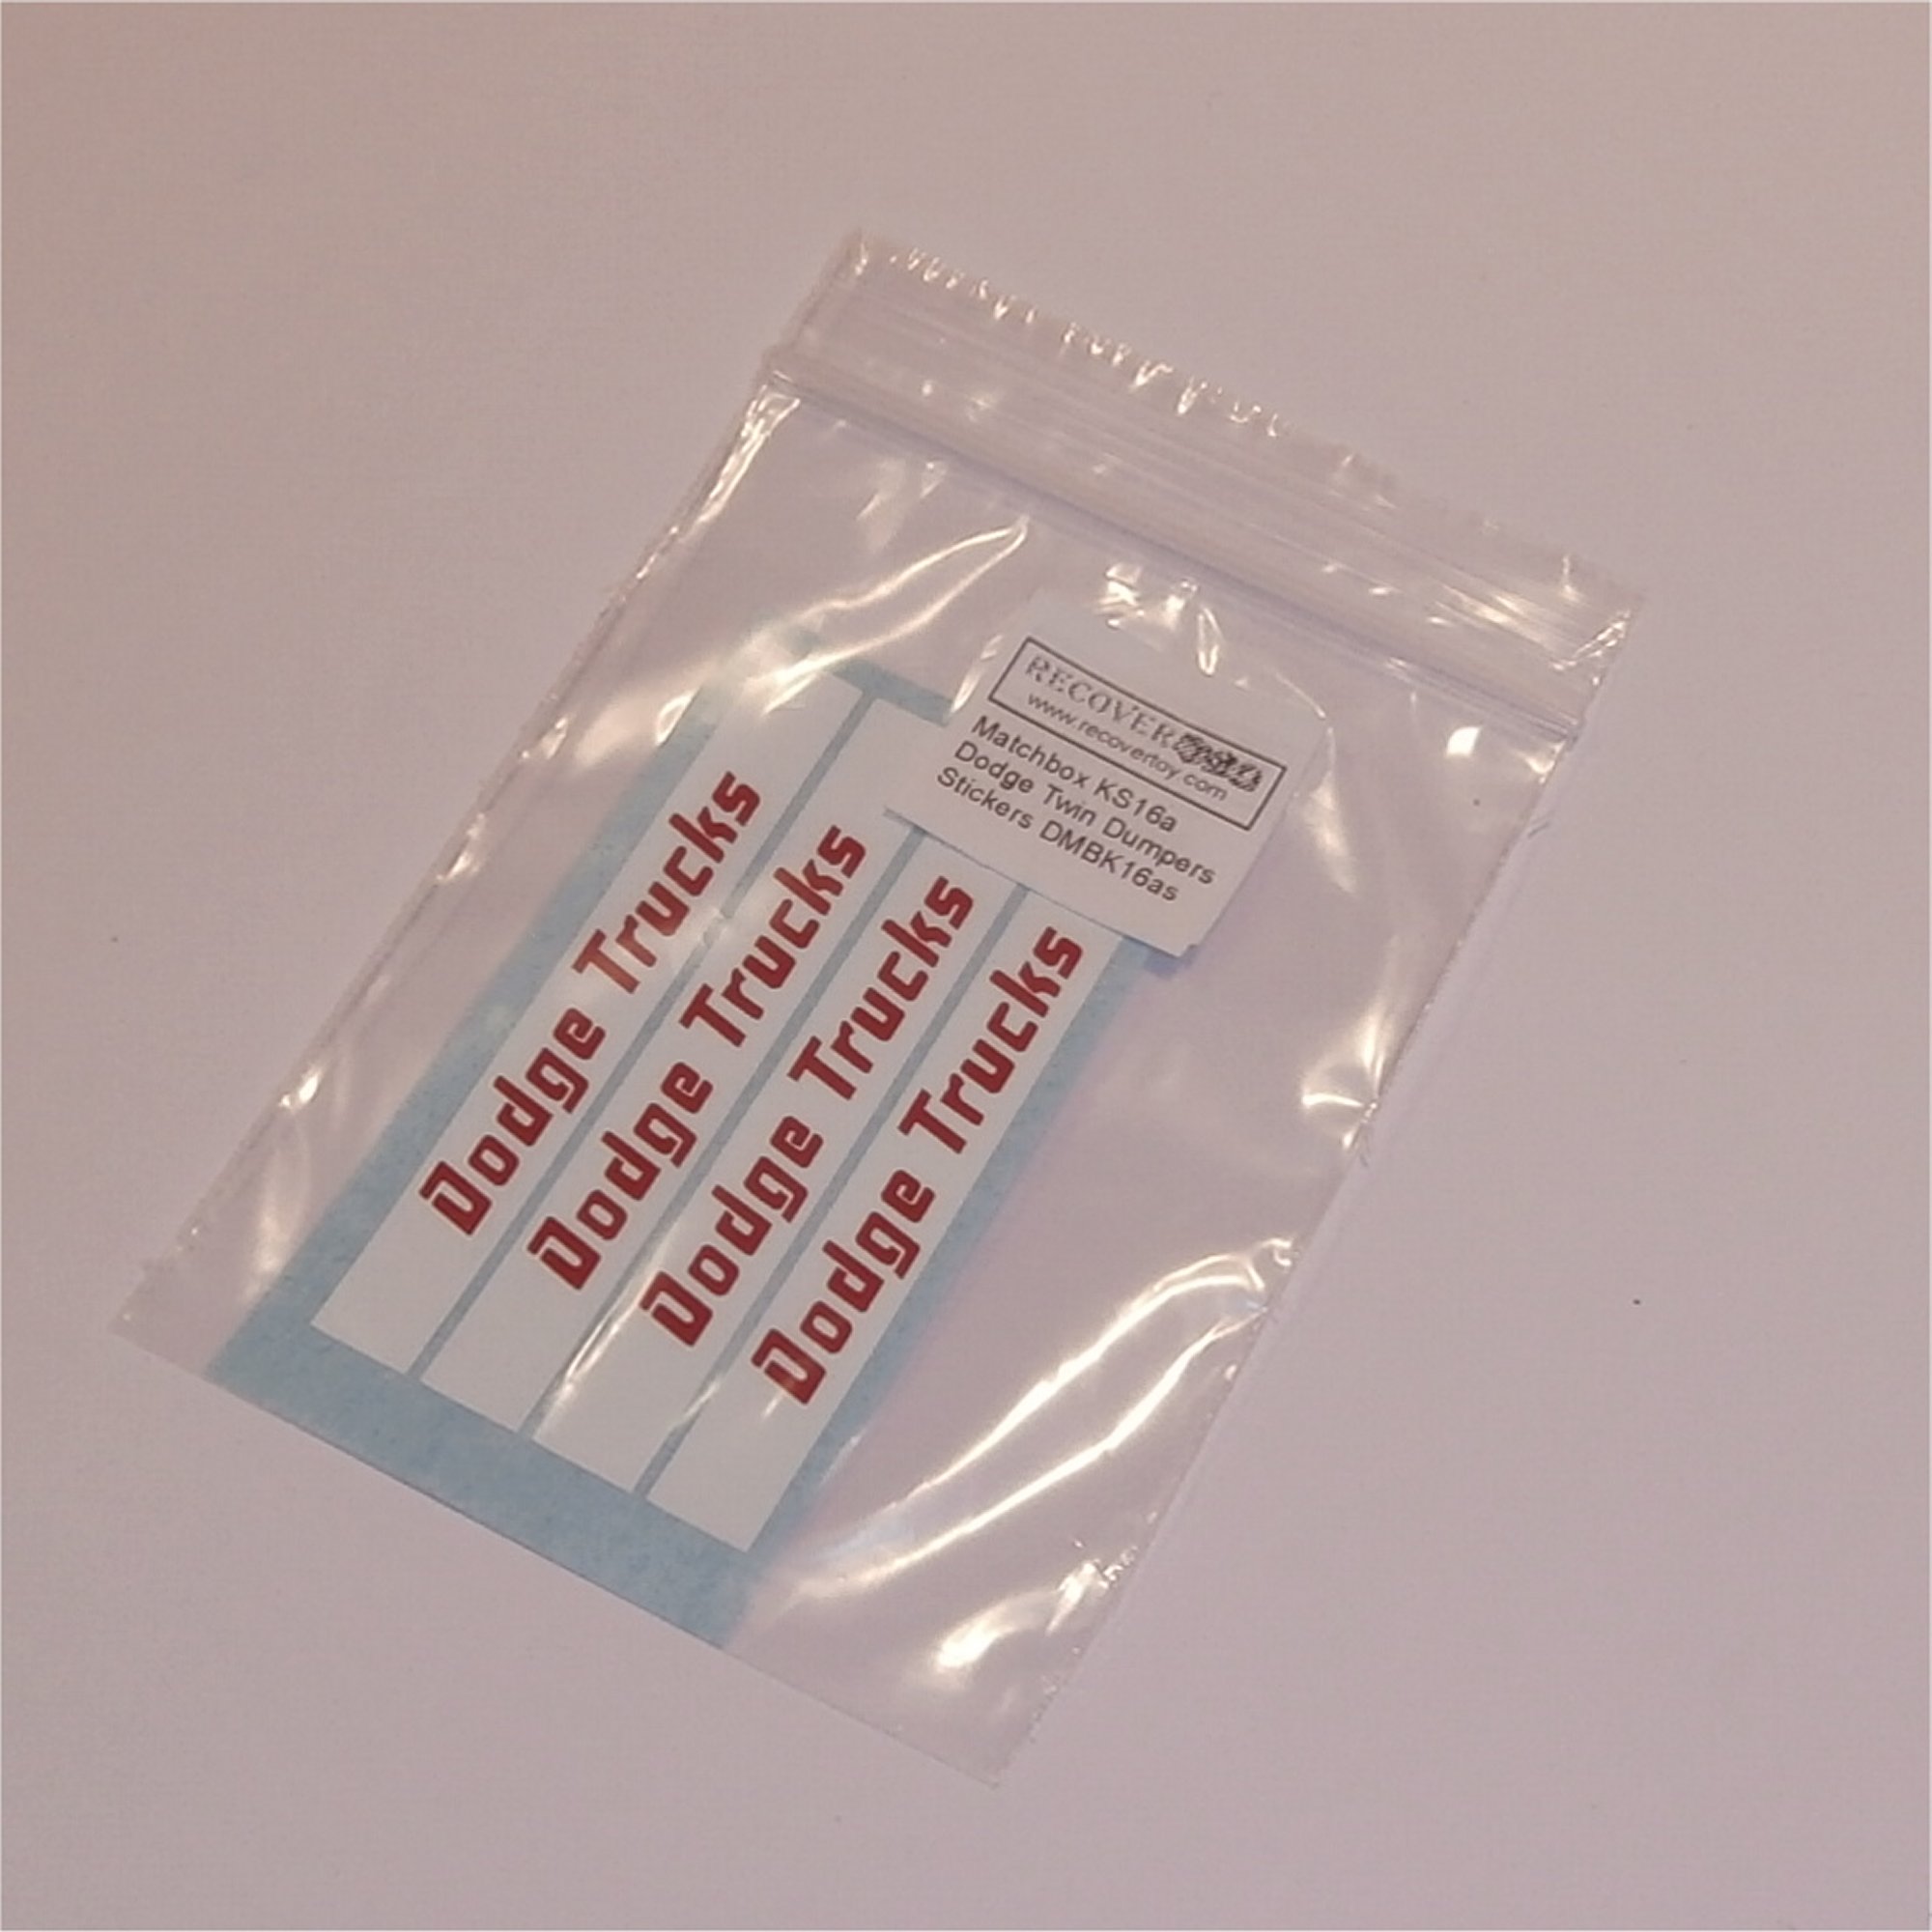 RECOVER
www.recovertoy.com
Matchbox KS16a
Dodge Twin Dumpers
Stickers DMBK16as
Dodge Trucks
Dodge Trucks
Dodge Trucks
Dodge Trucks